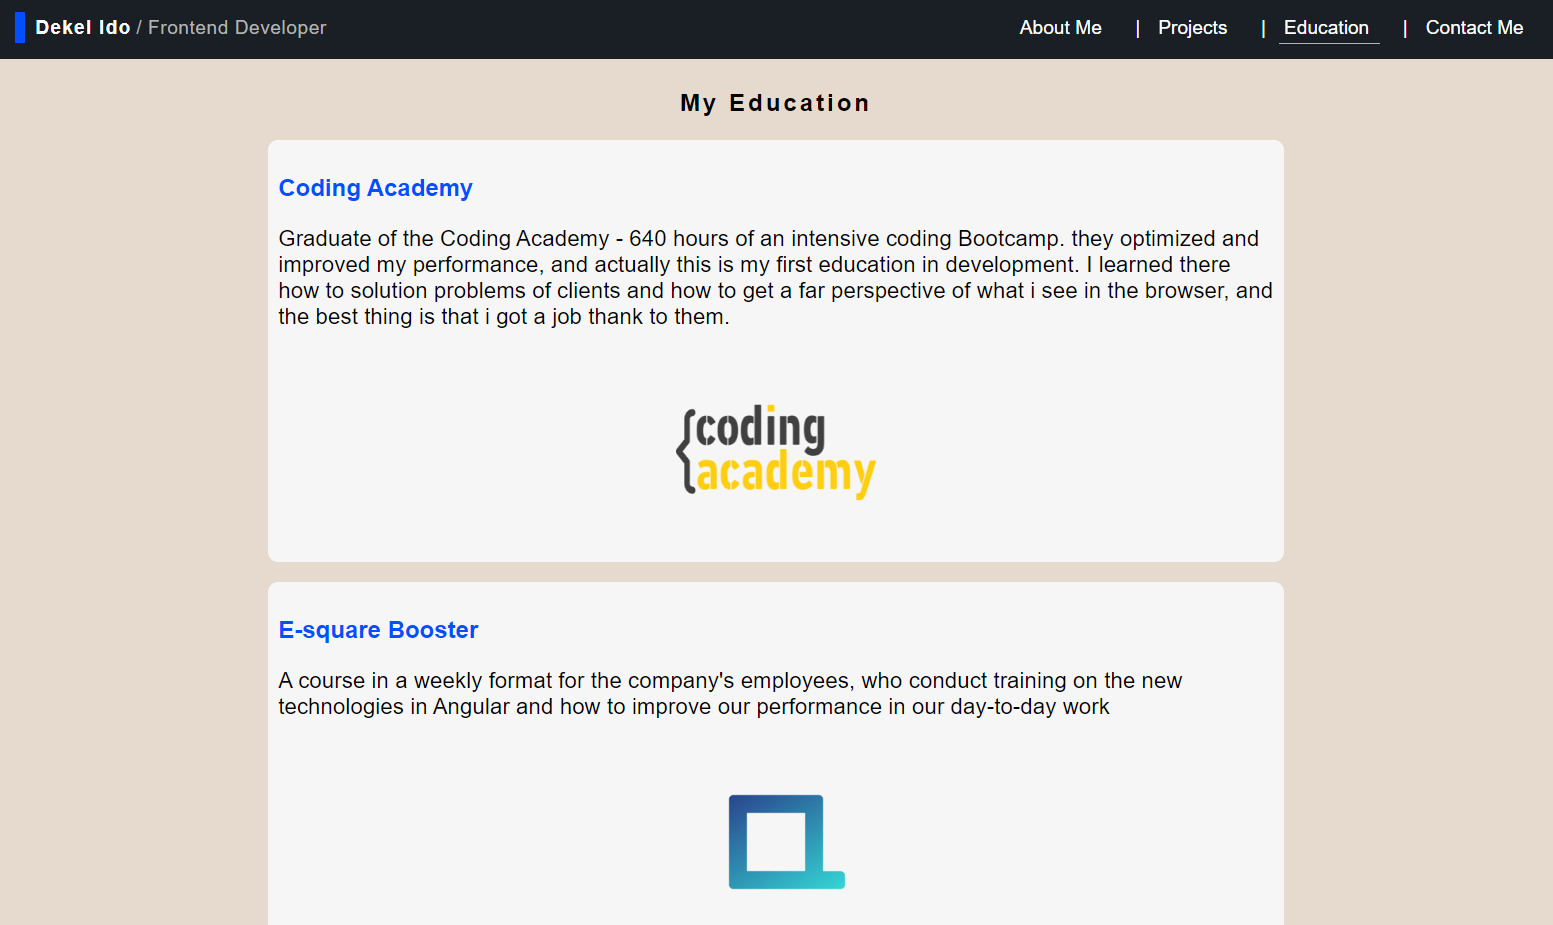 Dekel Ido / Frontend Developer
About Me | Projects | Education | Contact Me
My Education
Coding Academy
Graduate of the Coding Academy - 640 hours of an intensive coding Bootcamp. they optimized and
improved my performance, and actually this is my first education in development. I learned there
how to solution problems of clients and how to get a far perspective of what i see in the browser, and
the best thing is that i got a job thank to them.
{coding
academy
E-square Booster
A course in a weekly format for the company's employees, who conduct training on the new
technologies in Angular and how to improve our performance in our day-to-day work